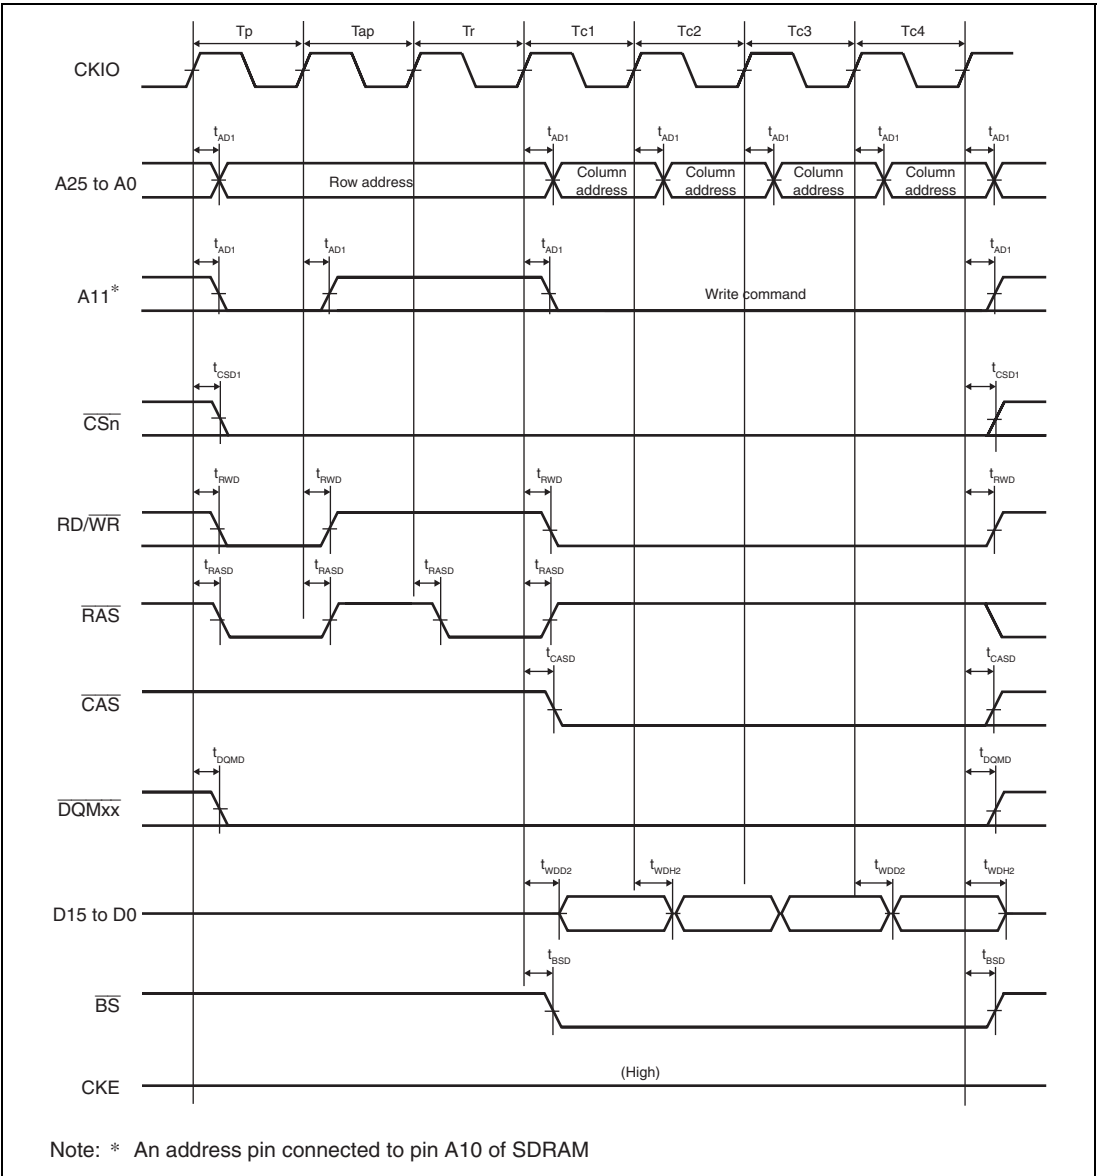 Tp Tap Tr Tc1 Tc2 Tc3 Tc4
CKIO
tAD1 tAD1 tAD1 tAD1 tAD1 tAD1
A25 to A0 Row address Column address Column address Column address Column address
tAD1 tAD1 tAD1 tAD1
A11* Write command
tCSD1 tCSD1
CSn
tRWD tRWD tRWD tRWD
RD/WR
tRASD tRASD tRASD tRASD
RAS
tCASD tCASD
CAS
tDQMD tDQMD
DQMxx
tWDD2 tWDH2 tWDD2 tWDH2
D15 to D0
tBSD tBSD
BS
(High)
CKE
Note: * An address pin connected to pin A10 of SDRAM